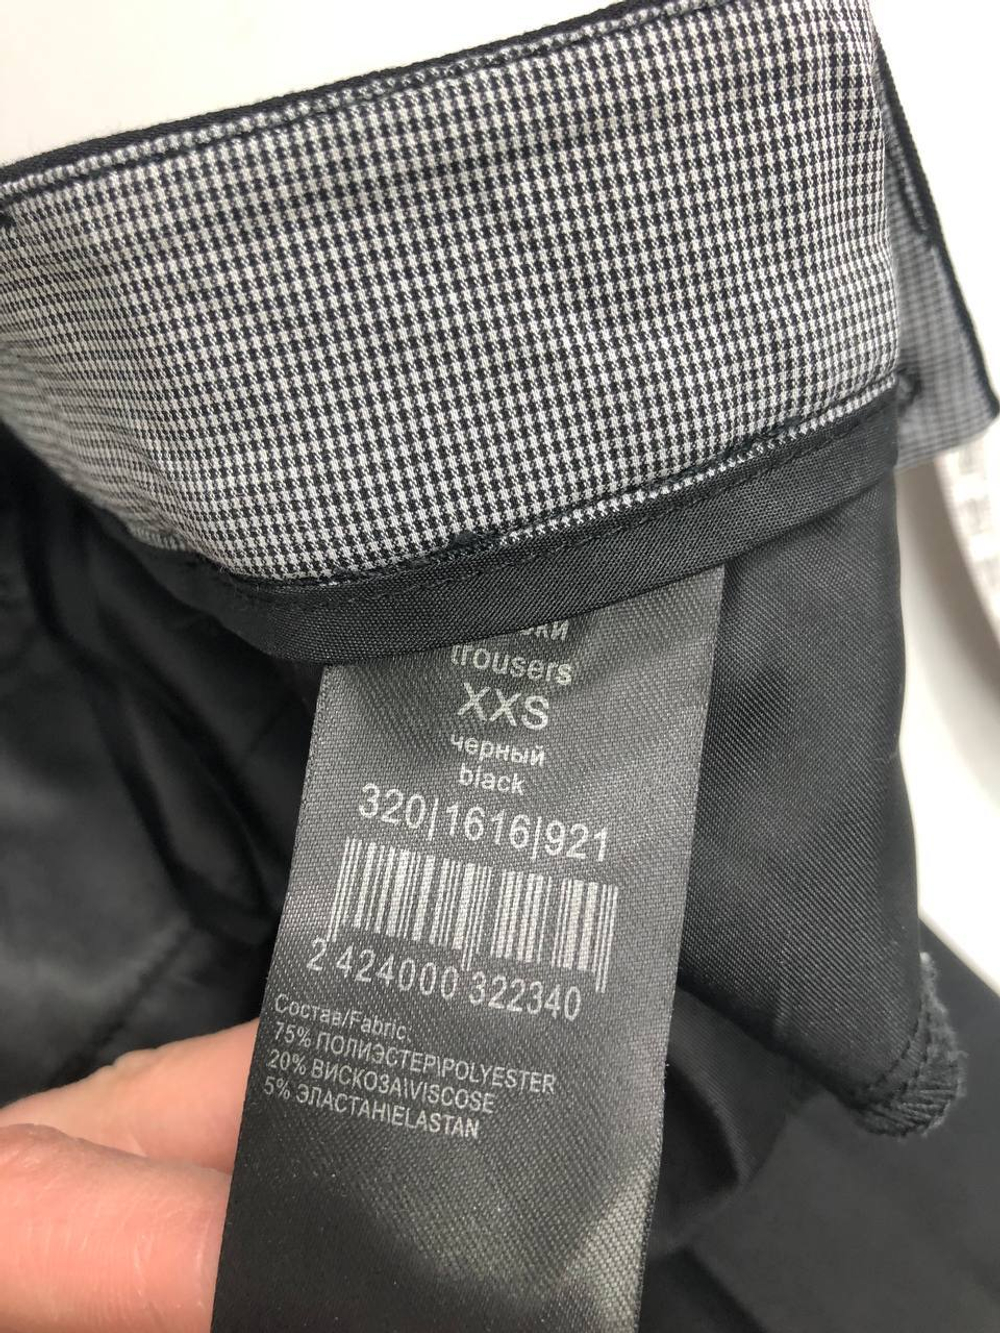 trousers
XXS
черный
black
320|1616|921
2 424000 322340
Состав/Fabric:
75% ПОЛИЭСТЕР\POLYESTER
20% ВИСКОЗА\VISCOSE
5% ЭЛАСТАН\ELASTAN